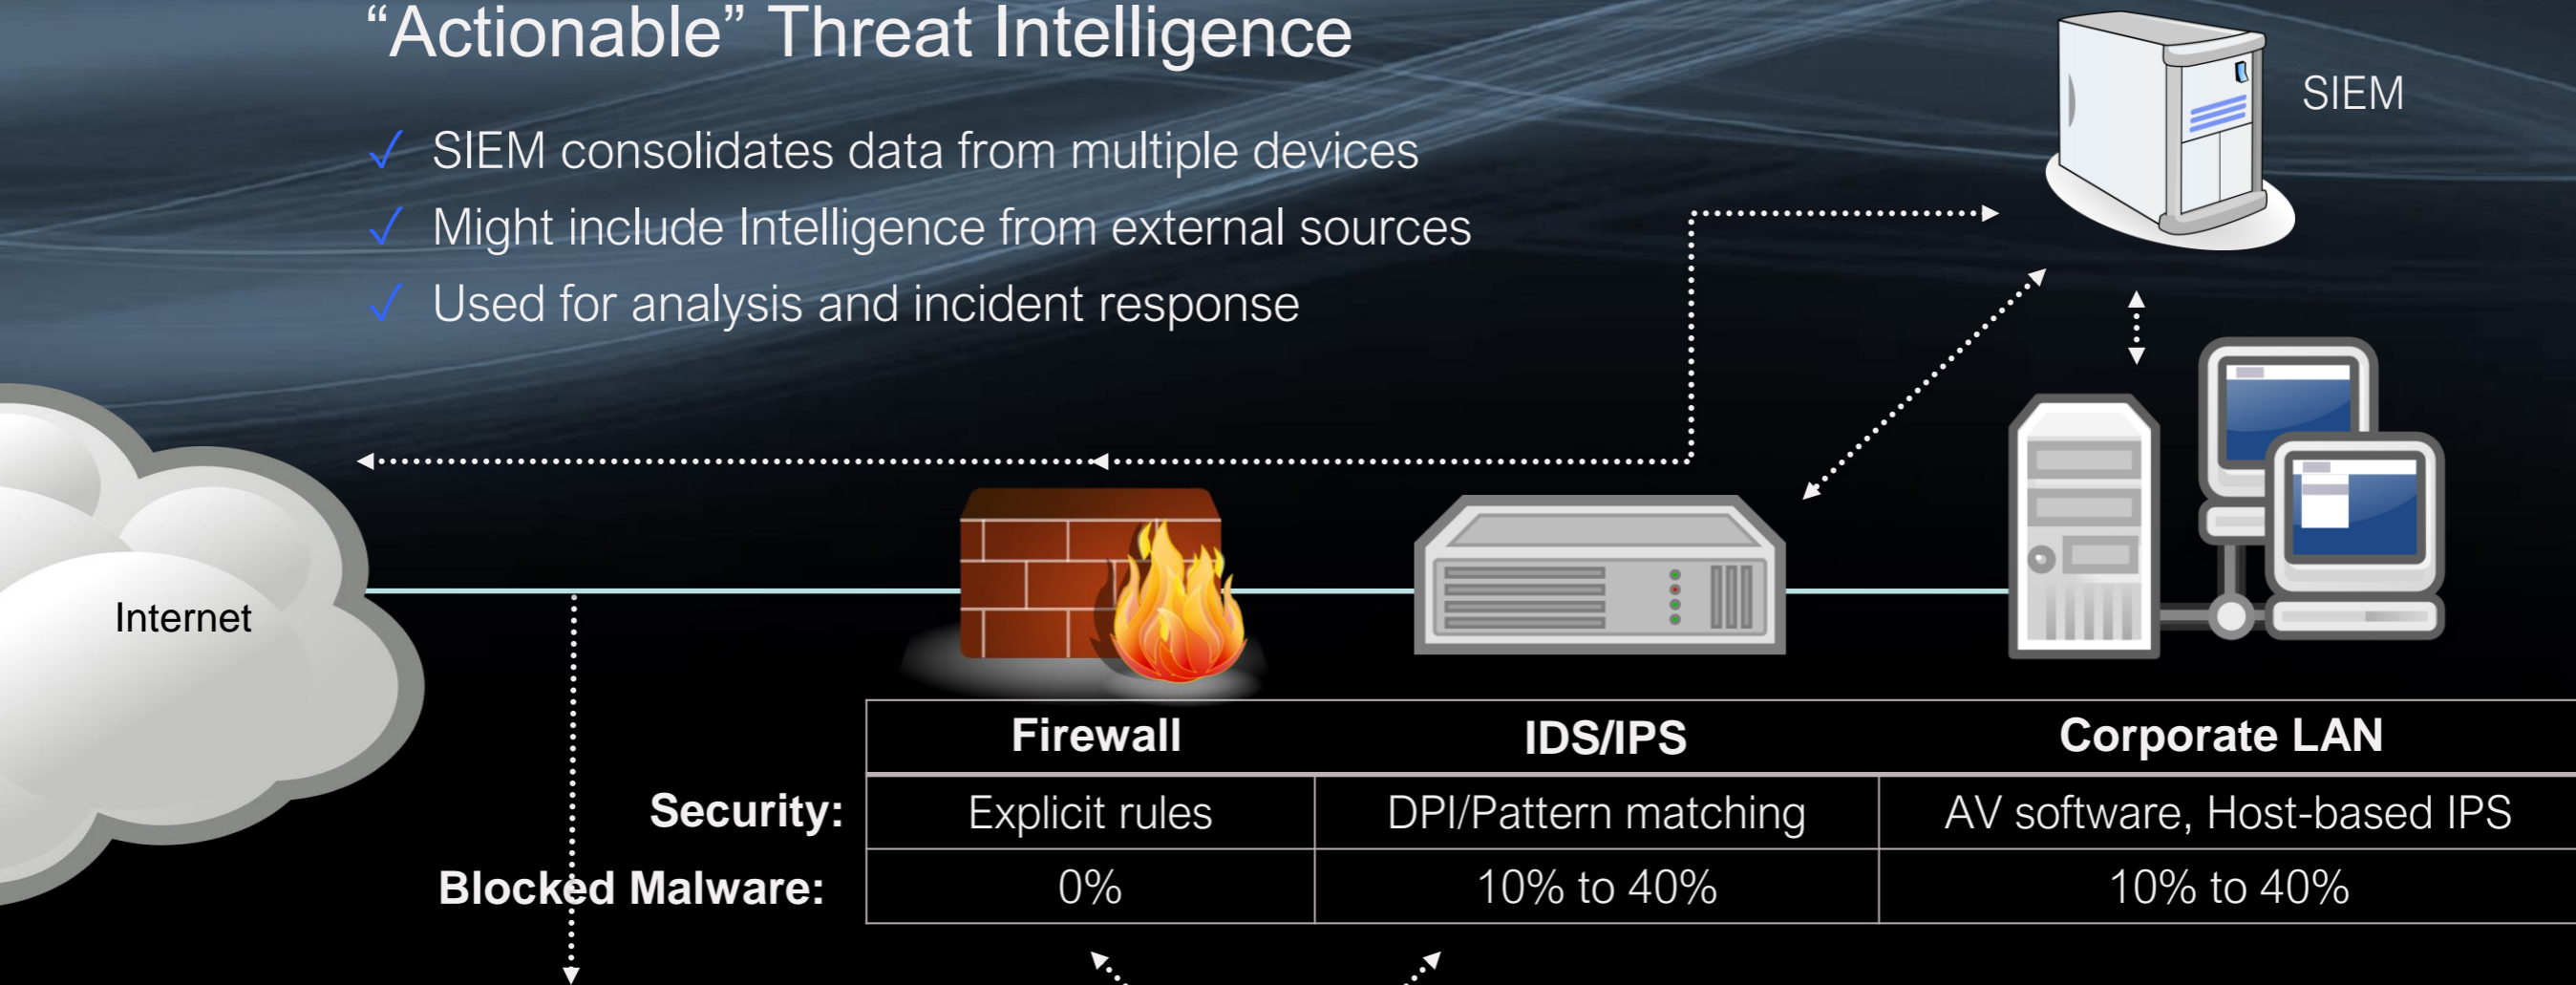 “Actionable” Threat Intelligence
✓ SIEM consolidates data from multiple devices
✓ Might include Intelligence from external sources
✓ Used for analysis and incident response
SIEM
Internet
Firewall IDS/IPS Corporate LAN
Security: Explicit rules DPI/Pattern matching AV software, Host-based IPS
Blocked Malware: 0% 10% to 40% 10% to 40%